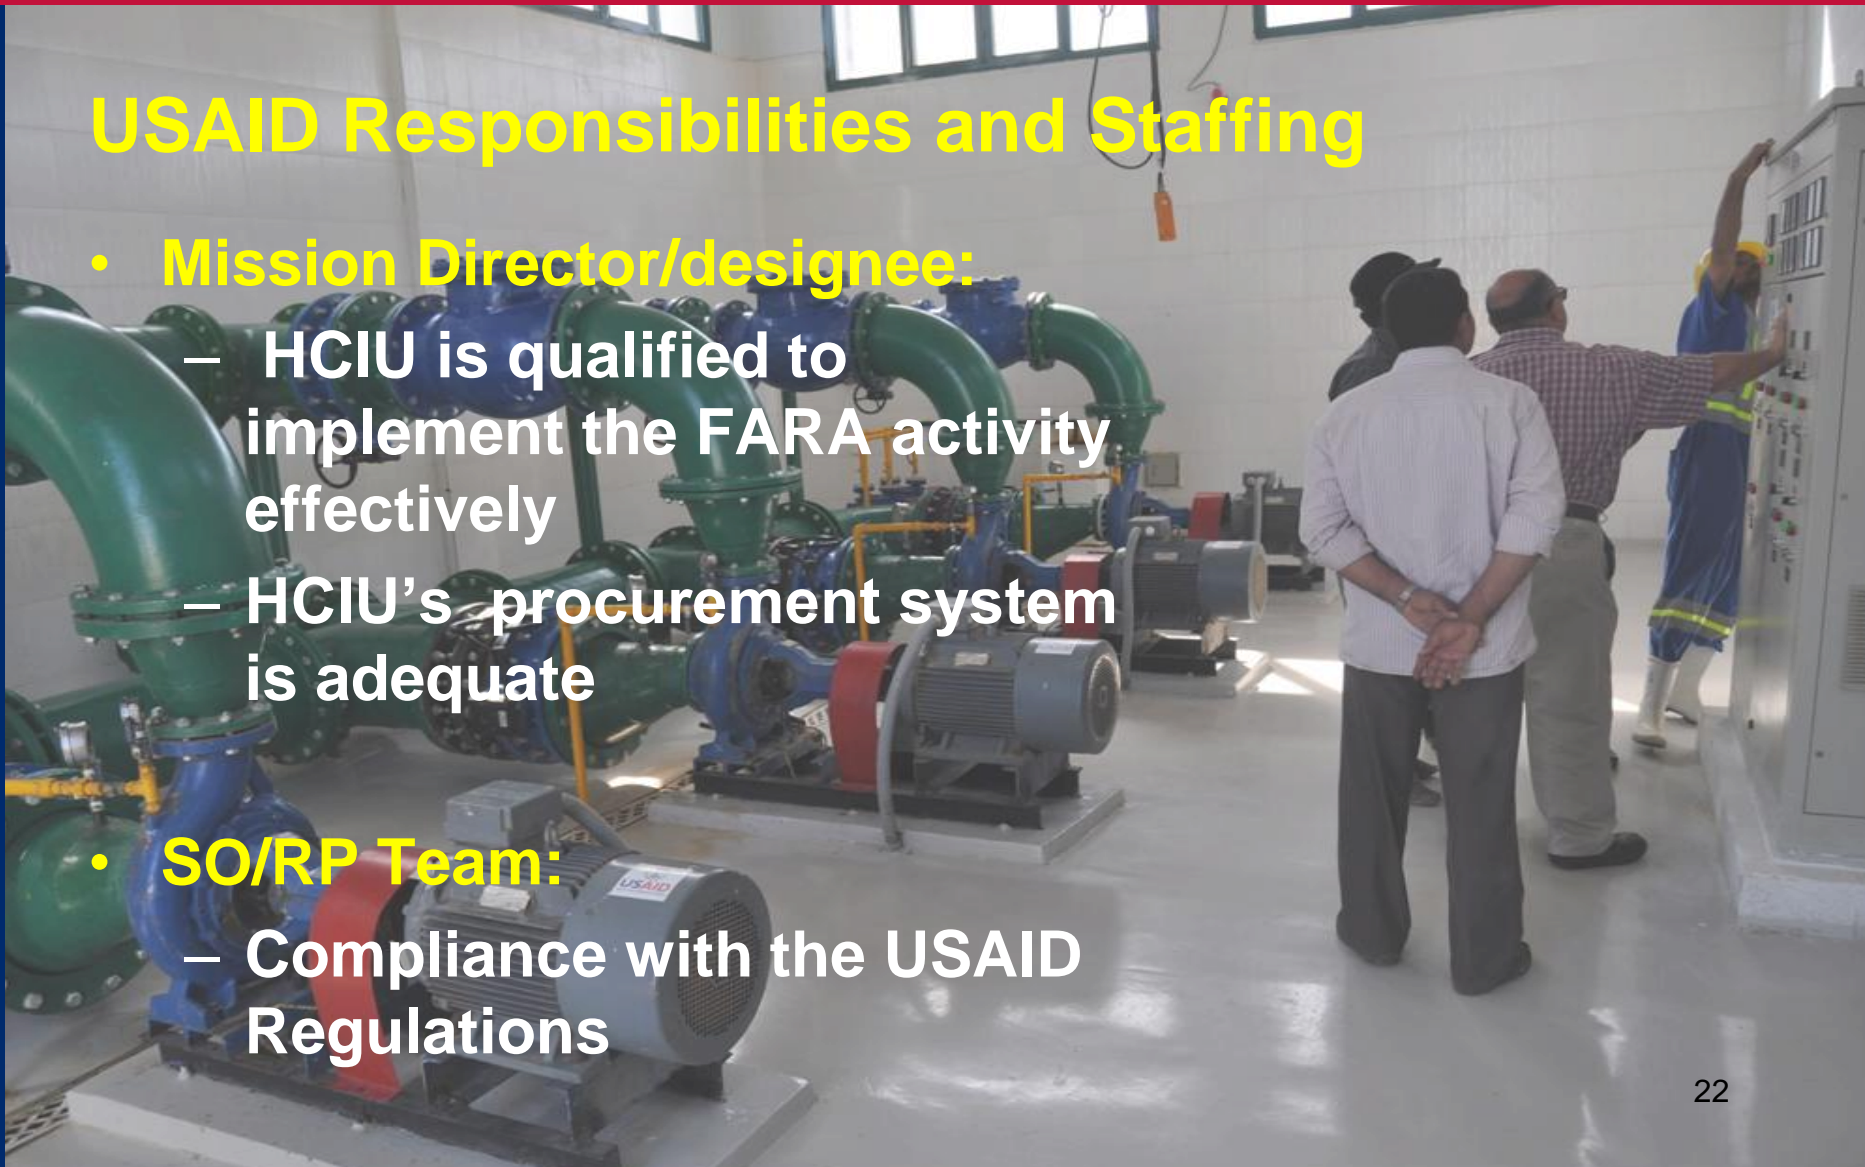 USAID Responsibilities and Staffing
• Mission Director/designee:
– HCIU is qualified to
implement the FARA activity
effectively
– HCIU’s procurement system
is adequate
• SO/RP Team:
USAID
– Compliance with the USAID
Regulations
22